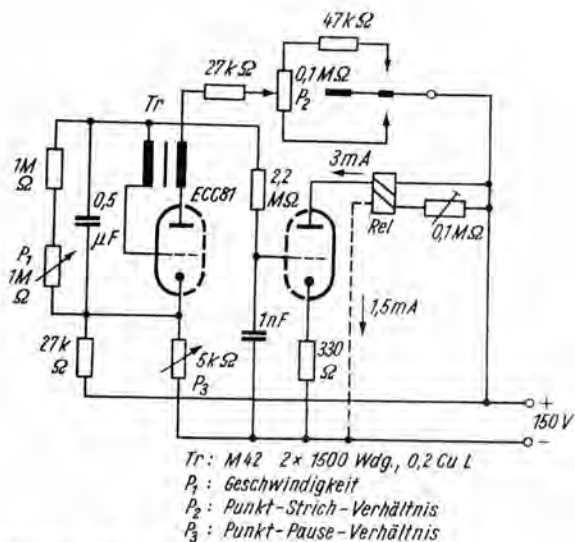 47kΩ
27kΩ
0,1MΩ
P2
Tr
1M
Ω
0,5
μF
P1
1M
Ω
27k
Ω
ECC81
2,2
MΩ
3mA
Rel
0,1MΩ
1nF
5kΩ
P3
330
Ω
1,5mA
+
150V
−
Tr: M42 2×1500 Wdg., 0,2 Cu L
P1: Geschwindigkeit
P2: Punkt-Strich-Verhältnis
P3: Punkt-Pause-Verhältnis